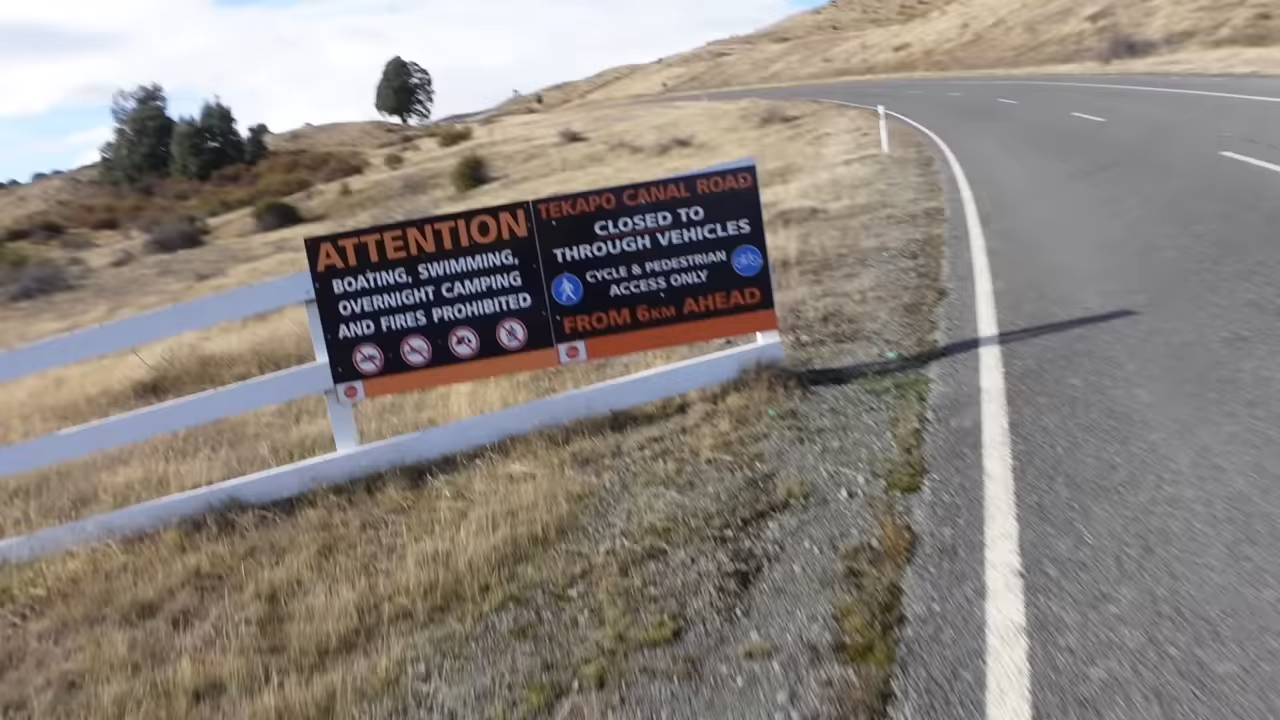 ATTENTION
BOATING, SWIMMING,
OVERNIGHT CAMPING
AND FIRES PROHIBITED
TEKAPO CANAL ROAD
CLOSED TO
THROUGH VEHICLES
CYCLE & PEDESTRIAN
ACCESS ONLY
FROM 6KM AHEAD